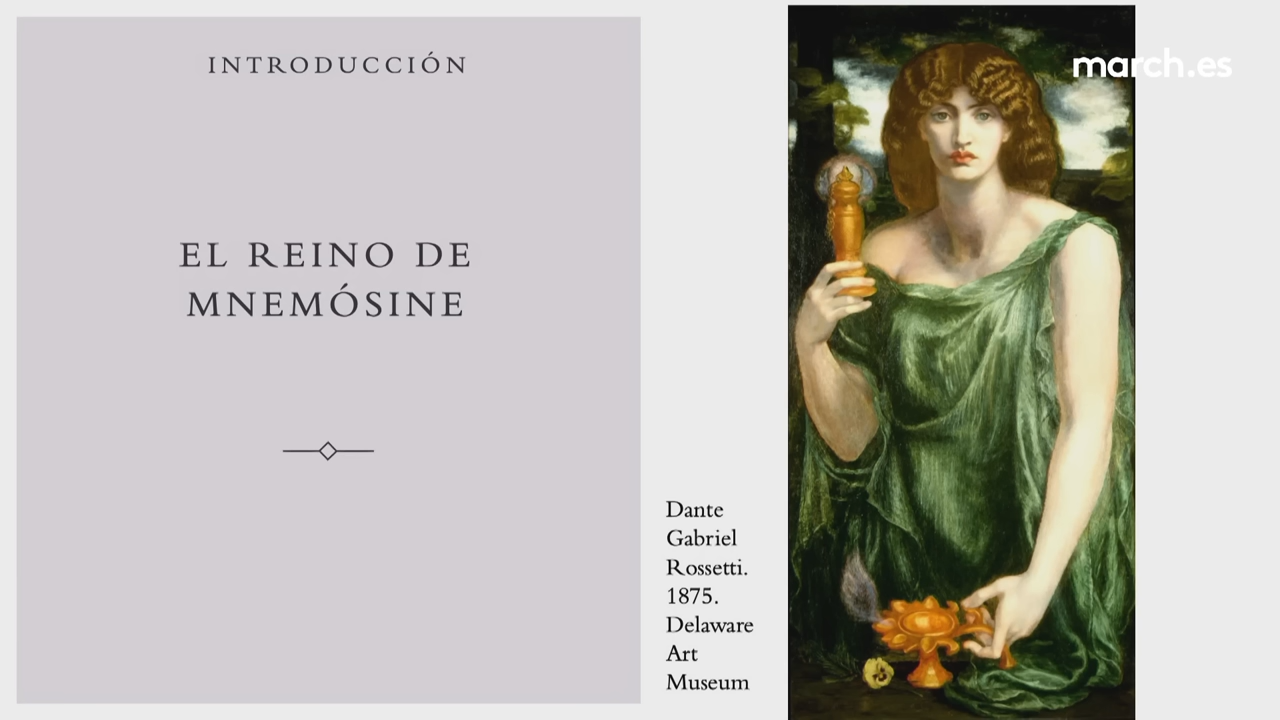 INTRODUCCIÓN
EL REINO DE
MNEMÓSINE
Dante
Gabriel
Rossetti.
1875.
Delaware
Art
Museum
march.es